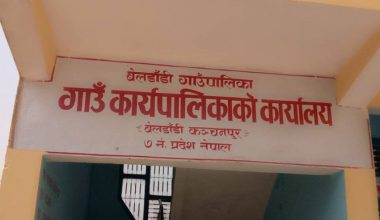 बेलडाँडी गाउँपालिका
गाउँ कार्यपालिकाको कार्यालय
बेलडाँडी कञ्चनपुर
७ नं. प्रदेश नेपाल